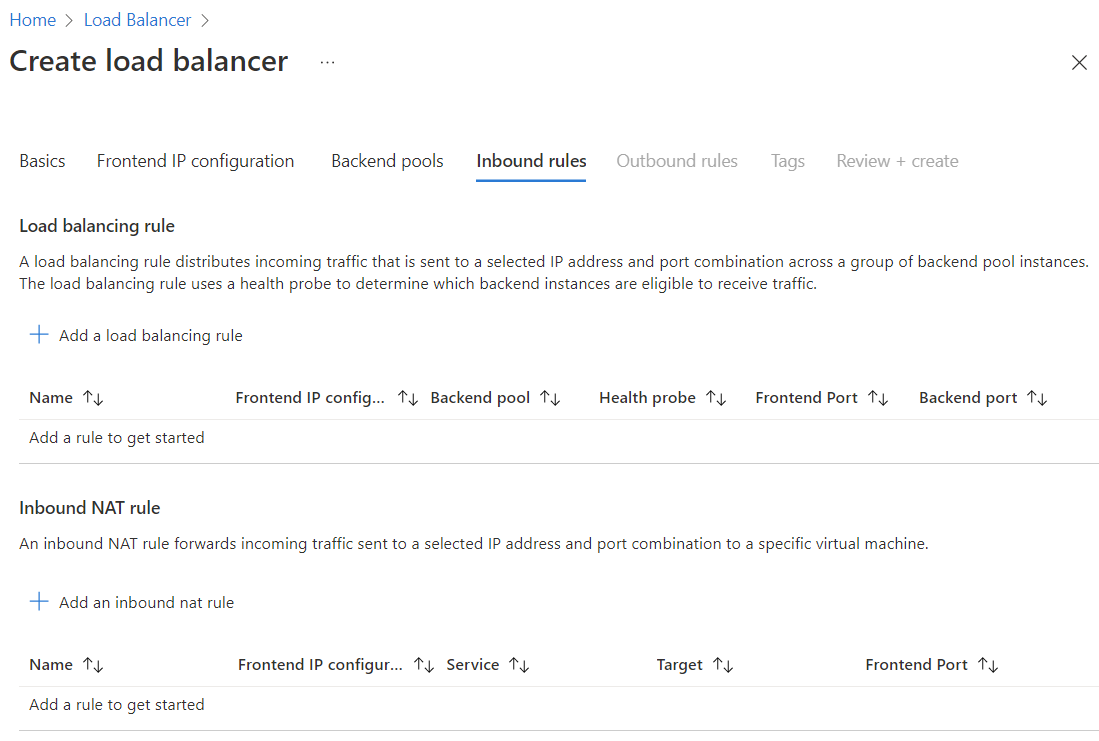 Home > Load Balancer >
Create load balancer ...
Basics Frontend IP configuration Backend pools Inbound rules Outbound rules Tags Review + create
Load balancing rule
A load balancing rule distributes incoming traffic that is sent to a selected IP address and port combination across a group of backend pool instances.
The load balancing rule uses a health probe to determine which backend instances are eligible to receive traffic.
+ Add a load balancing rule
Name ↑↓ Frontend IP config... ↑↓ Backend pool ↑↓ Health probe ↑↓ Frontend Port ↑↓ Backend port ↑↓
Add a rule to get started
Inbound NAT rule
An inbound NAT rule forwards incoming traffic sent to a selected IP address and port combination to a specific virtual machine.
+ Add an inbound nat rule
Name ↑↓ Frontend IP configur... ↑↓ Service ↑↓ Target ↑↓ Frontend Port ↑↓
Add a rule to get started